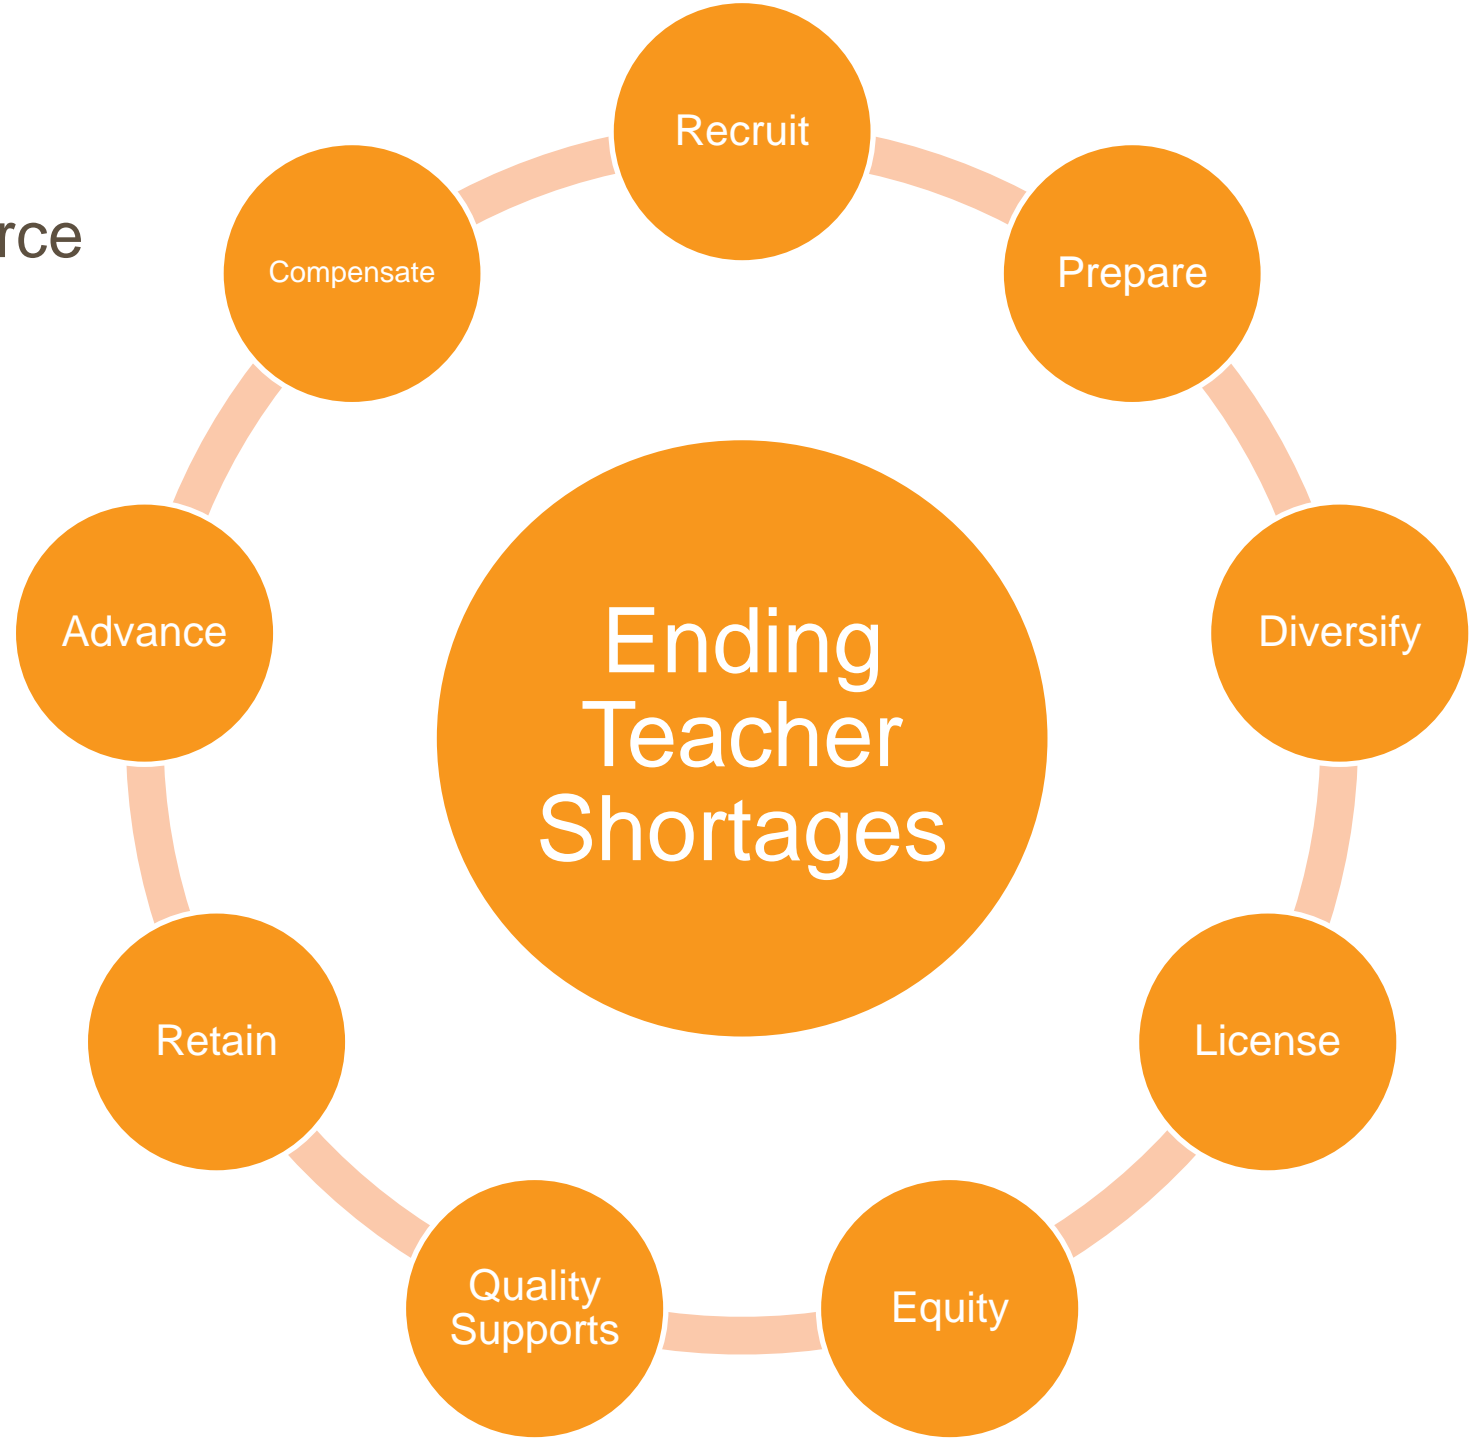 Recruit
rce
Compensate
Prepare
Advance
Diversify
Ending
Teacher
Shortages
Retain
License
Quality
Supports
Equity